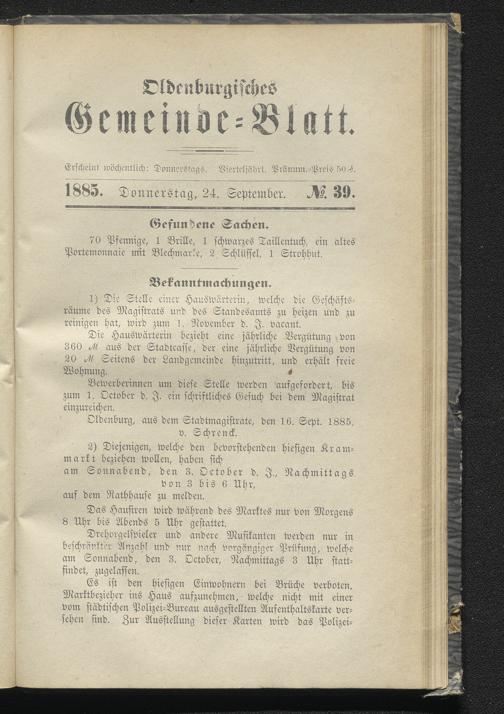 Oldenburgisches
Gemeinde-Blatt.
Erscheint wöchentlich: Donnerstags. Vierteljährl. Pränum.-Preis 50 ₰.
1885. Donnerstag, 24. September. № 39.
Gefundene Sachen.
70 Pfennige, 1 Brille, 1 schwarzes Taillentuch, ein altes
Portemonnaie mit Blechmarke, 2 Schlüssel, 1 Strohhut.
Bekanntmachungen.
1) Die Stelle einer Hauswärterin, welche die Geschäfts-
räume des Magistrats und des Standesamts zu heizen und zu
reinigen hat, wird zum 1. November d. J. vacant.
Die Hauswärterin bezieht eine jährliche Vergütung von
360 ℳ aus der Stadtcasse, der eine jährliche Vergütung von
20 ℳ Seitens der Landgemeinde hinzutritt, und erhält freie
Wohnung.
Bewerberinnen um diese Stelle werden aufgefordert, bis
zum 1. October d. J. ein schriftliches Gesuch bei dem Magistrat
einzureichen.
Oldenburg, aus dem Stadtmagistrate, den 16. Sept. 1885.
v. Schrenck.
2) Diejenigen, welche den bevorstehenden hiesigen Kram-
markt beziehen wollen, haben sich
am Sonnabend, den 3. October d. J., Nachmittags
von 3 bis 6 Uhr,
auf dem Rathhause zu melden.
Das Hausiren wird während des Marktes nur von Morgens
8 Uhr bis Abends 5 Uhr gestattet.
Drehorgelspieler und andere Musikanten werden nur in
beschränkter Anzahl und nur nach vorgängiger Prüfung, welche
am Sonnabend, den 3. October, Nachmittags 3 Uhr statt-
findet, zugelassen.
Es ist den hiesigen Einwohnern bei Brüche verboten,
Marktbezieher ins Haus aufzunehmen, welche nicht mit einer
vom städtischen Polizei-Bureau ausgestellten Aufenthaltskarte ver-
sehen sind. Zur Ausstellung dieser Karten wird das Polizei-